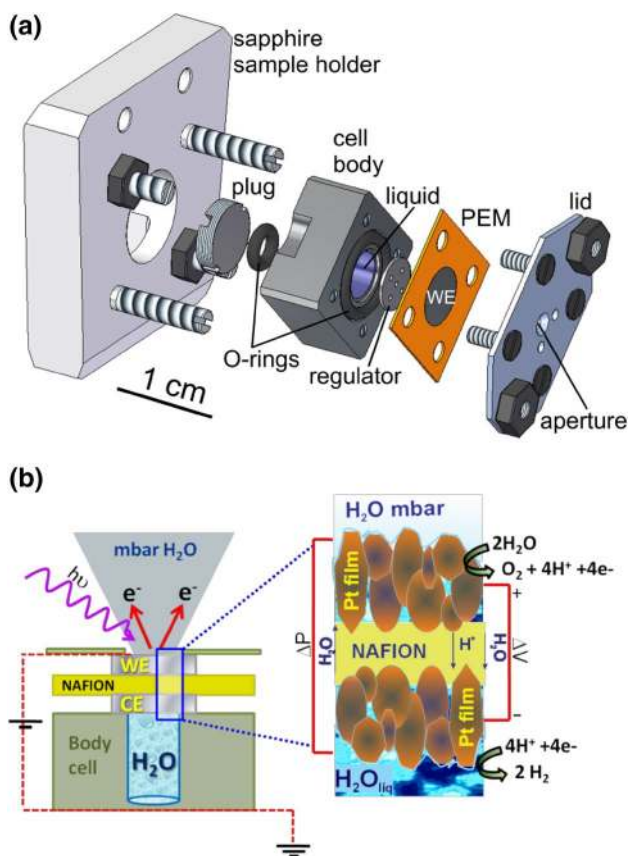 (a)
sapphire
sample holder
cell
body
plug
liquid
PEM
lid
WE
O-rings
regulator
aperture
1 cm
(b)
H₂O mbar
mbar H₂O
hυ
e⁻ e⁻
2H₂O
O₂ + 4H⁺ +4e-
Pt film
+
ΔP
H₂O
NAFION
H⁺
ΔV
WE
NAFION
CE
−
Pt film
Body
cell
H₂O
4H⁺ +4e-
2 H₂
H₂Oliq